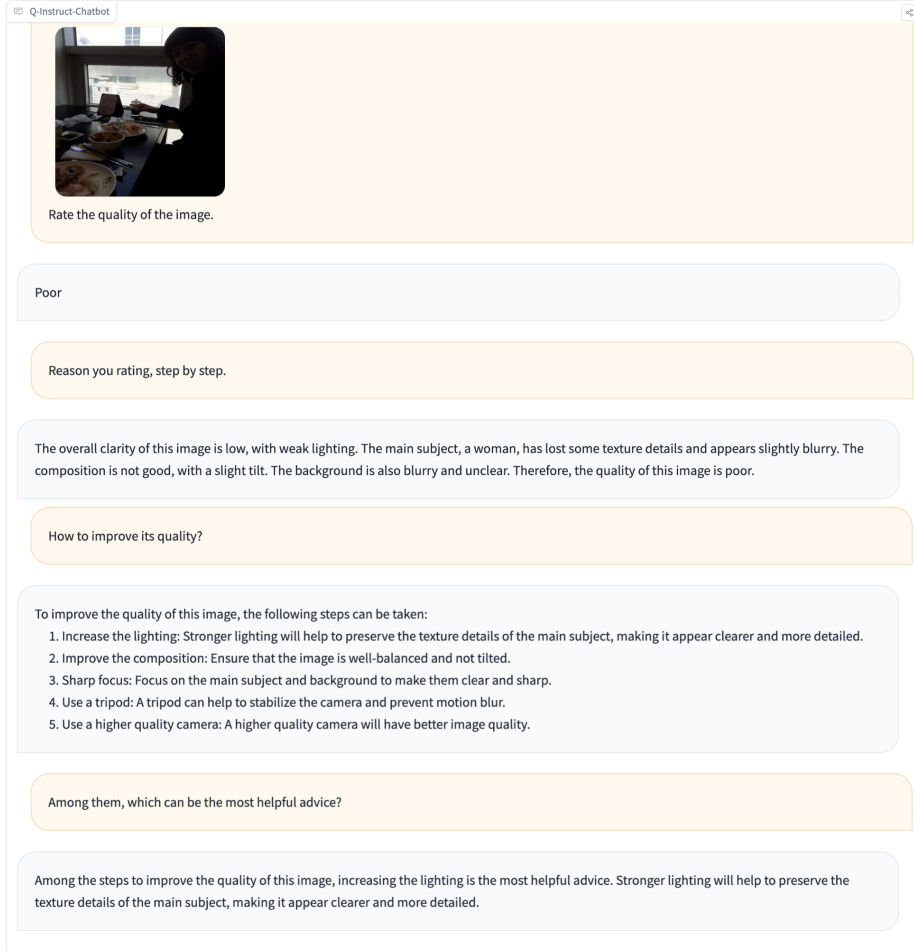 Q-Instruct-Chatbot
Rate the quality of the image.
Poor
Reason you rating, step by step.
The overall clarity of this image is low, with weak lighting. The main subject, a woman, has lost some texture details and appears slightly blurry. The
composition is not good, with a slight tilt. The background is also blurry and unclear. Therefore, the quality of this image is poor.
How to improve its quality?
To improve the quality of this image, the following steps can be taken:
1. Increase the lighting: Stronger lighting will help to preserve the texture details of the main subject, making it appear clearer and more detailed.
2. Improve the composition: Ensure that the image is well-balanced and not tilted.
3. Sharp focus: Focus on the main subject and background to make them clear and sharp.
4. Use a tripod: A tripod can help to stabilize the camera and prevent motion blur.
5. Use a higher quality camera: A higher quality camera will have better image quality.
Among them, which can be the most helpful advice?
Among the steps to improve the quality of this image, increasing the lighting is the most helpful advice. Stronger lighting will help to preserve the
texture details of the main subject, making it appear clearer and more detailed.